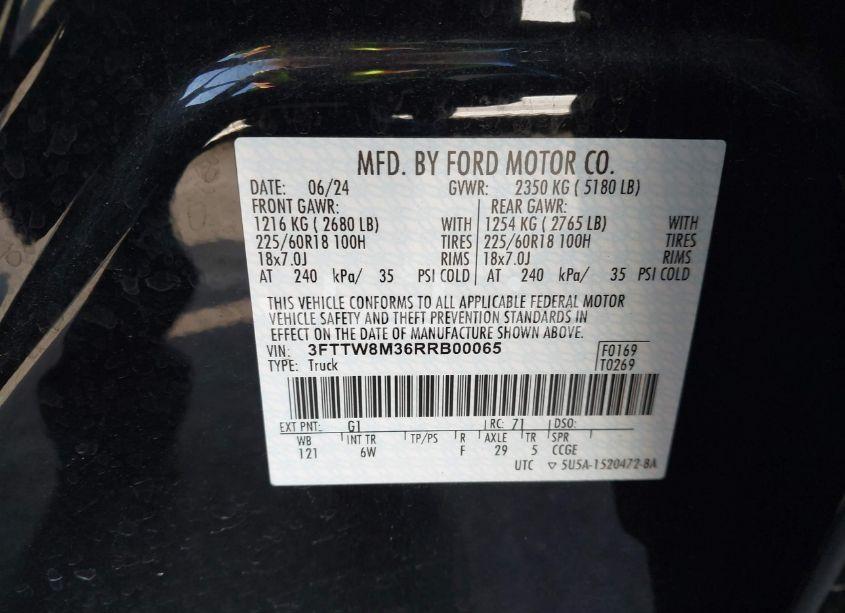 MFD. BY FORD MOTOR CO.
DATE: 06/24 GVWR: 2350 KG ( 5180 LB)
FRONT GAWR: REAR GAWR:
1216 KG ( 2680 LB) WITH 1254 KG ( 2765 LB) WITH
225/60R18 100H TIRES 225/60R18 100H TIRES
18x7.0J RIMS 18x7.0J RIMS
AT 240 kPa/ 35 PSI COLD AT 240 kPa/ 35 PSI COLD
THIS VEHICLE CONFORMS TO ALL APPLICABLE FEDERAL MOTOR
VEHICLE SAFETY AND THEFT PREVENTION STANDARDS IN
EFFECT ON THE DATE OF MANUFACTURE SHOWN ABOVE.
VIN: 3FTTW8M36RRB00065 F0169
TYPE: Truck T0269
EXT PNT: G1 RC: 71 DSO:
WB INT TR TP/PS R AXLE TR SPR
121 6W F 29 5 CCGE
UTC ▽ 5U5A-1520472-BA